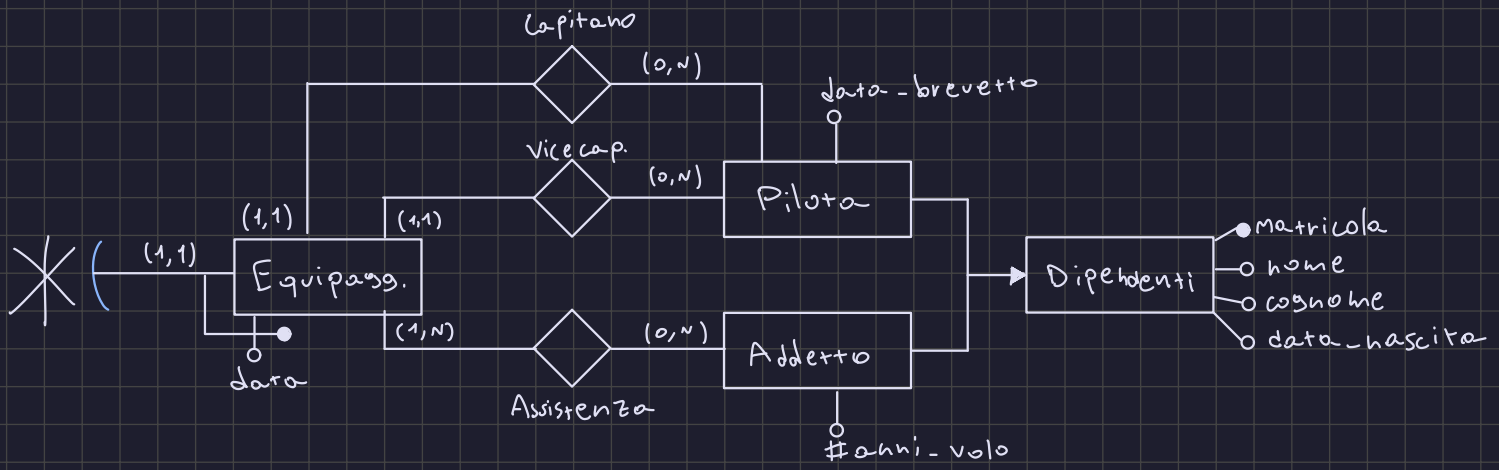 Capitano
(0,N)
data_brevetto
Vicecap.
(0,N)
Pilota
(1,1)
(1,1)
(1,1)
Equipagg.
matricola
nome
Dipendenti
cognome
data_nascita
(1,N)
(0,N)
Addetto
data
Assistenza
#anni_volo